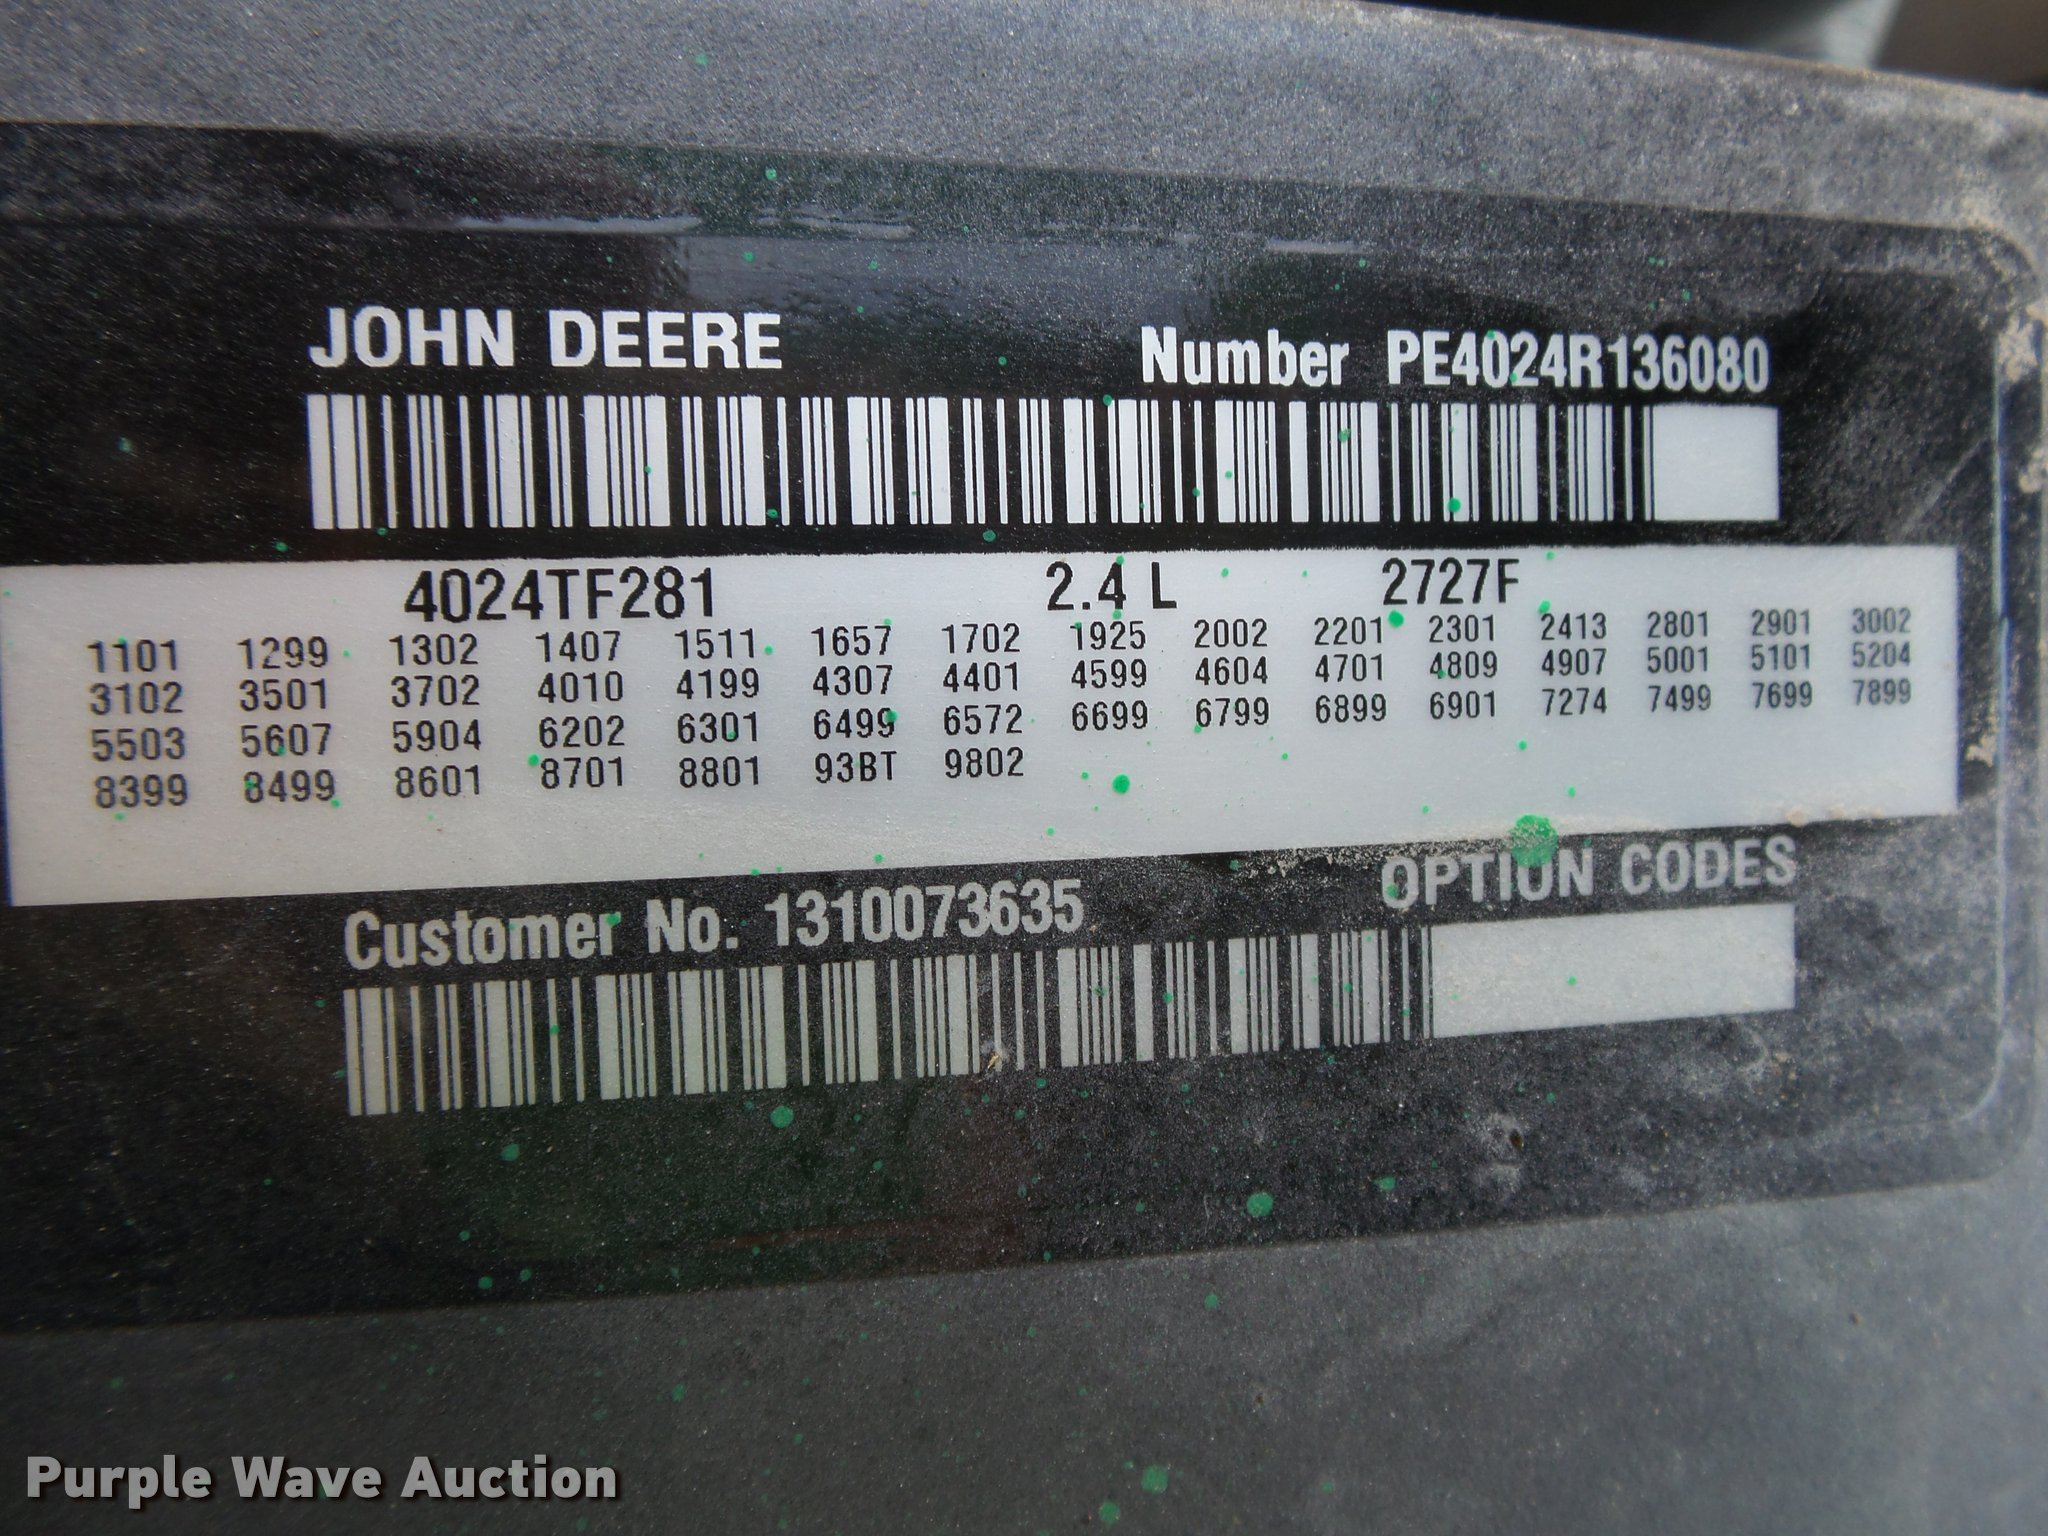 JOHN DEERE Number PE4024R136080
4024TF281 2.4 L 2727F
1101 1299 1302 1407 1511 1657 1702 1925 2002 2201 2301 2413 2801 2901 3002
3102 3501 3702 4010 4199 4307 4401 4599 4604 4701 4809 4907 5001 5101 5204
5503 5607 5904 6202 6301 6499 6572 6699 6799 6899 6901 7274 7499 7699 7899
8399 8499 8601 8701 8801 93BT 9802
Customer No. 1310073635 OPTION CODES
Purple Wave Auction